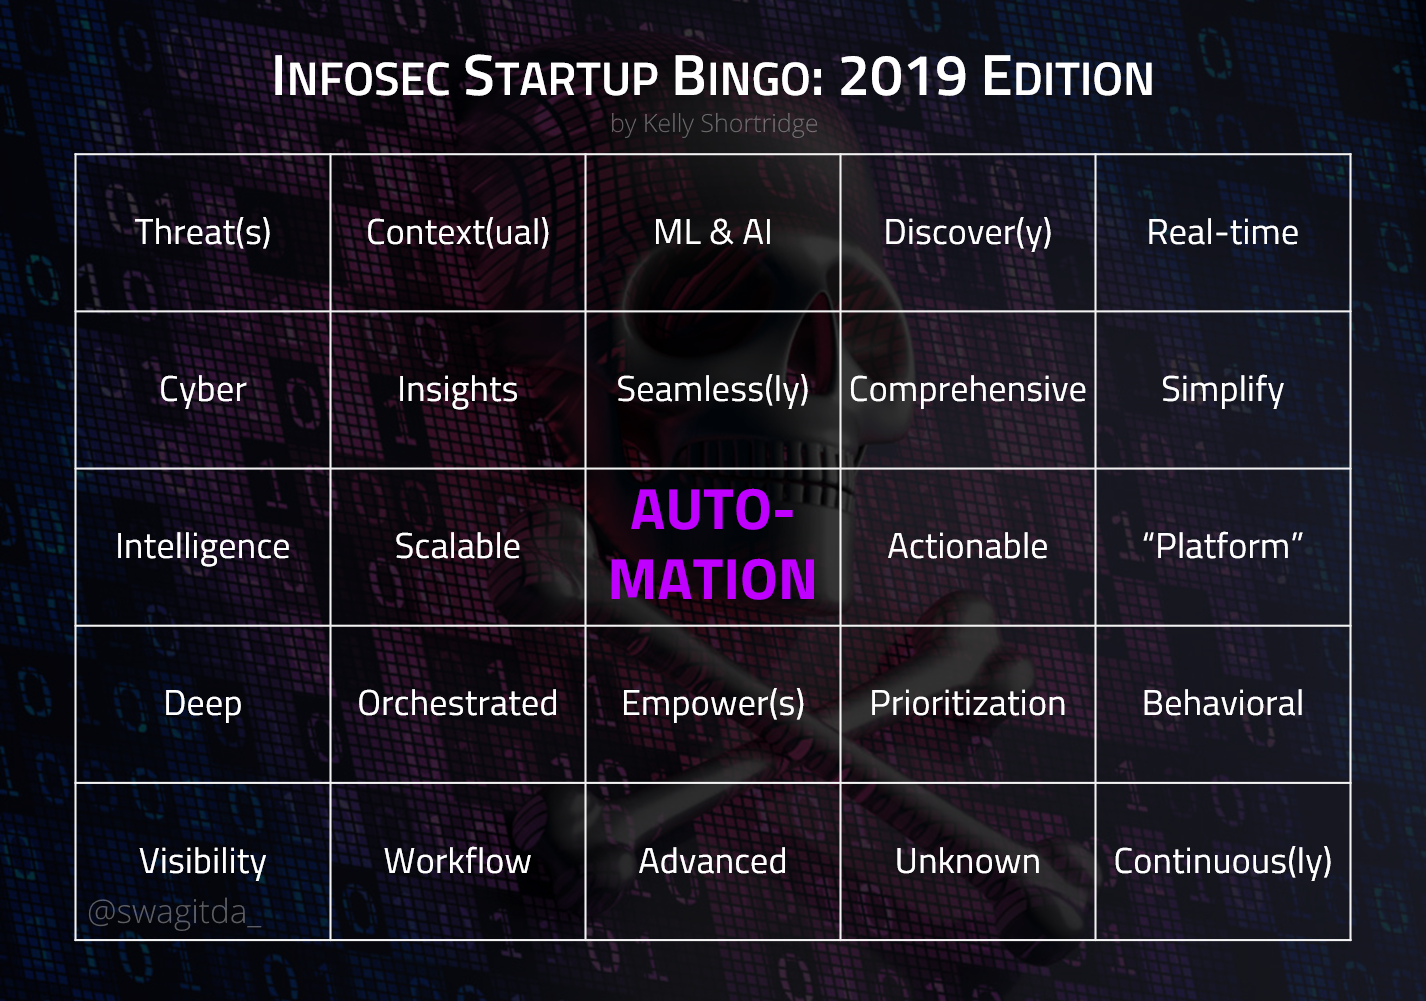 INFOSEC STARTUP BINGO: 2019 EDITION
by Kelly Shortridge
Threat(s)
Context(ual)
ML & AI
Discover(y)
Real-time
Cyber
Insights
Seamless(ly)
Comprehensive
Simplify
Intelligence
Scalable
AUTO-
MATION
Actionable
“Platform”
Deep
Orchestrated
Empower(s)
Prioritization
Behavioral
Visibility
Workflow
Advanced
Unknown
Continuous(ly)
@swagitda_